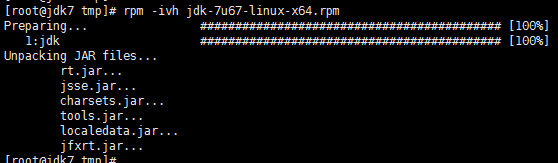 [root@jdk7 tmp]# rpm -ivh jdk-7u67-linux-x64.rpm
Preparing... ########################################### [100%]
1:jdk ########################################### [100%]
Unpacking JAR files...
rt.jar...
jsse.jar...
charsets.jar...
tools.jar...
localedata.jar...
jfxrt.jar...
[root@jdk7 tmp]#